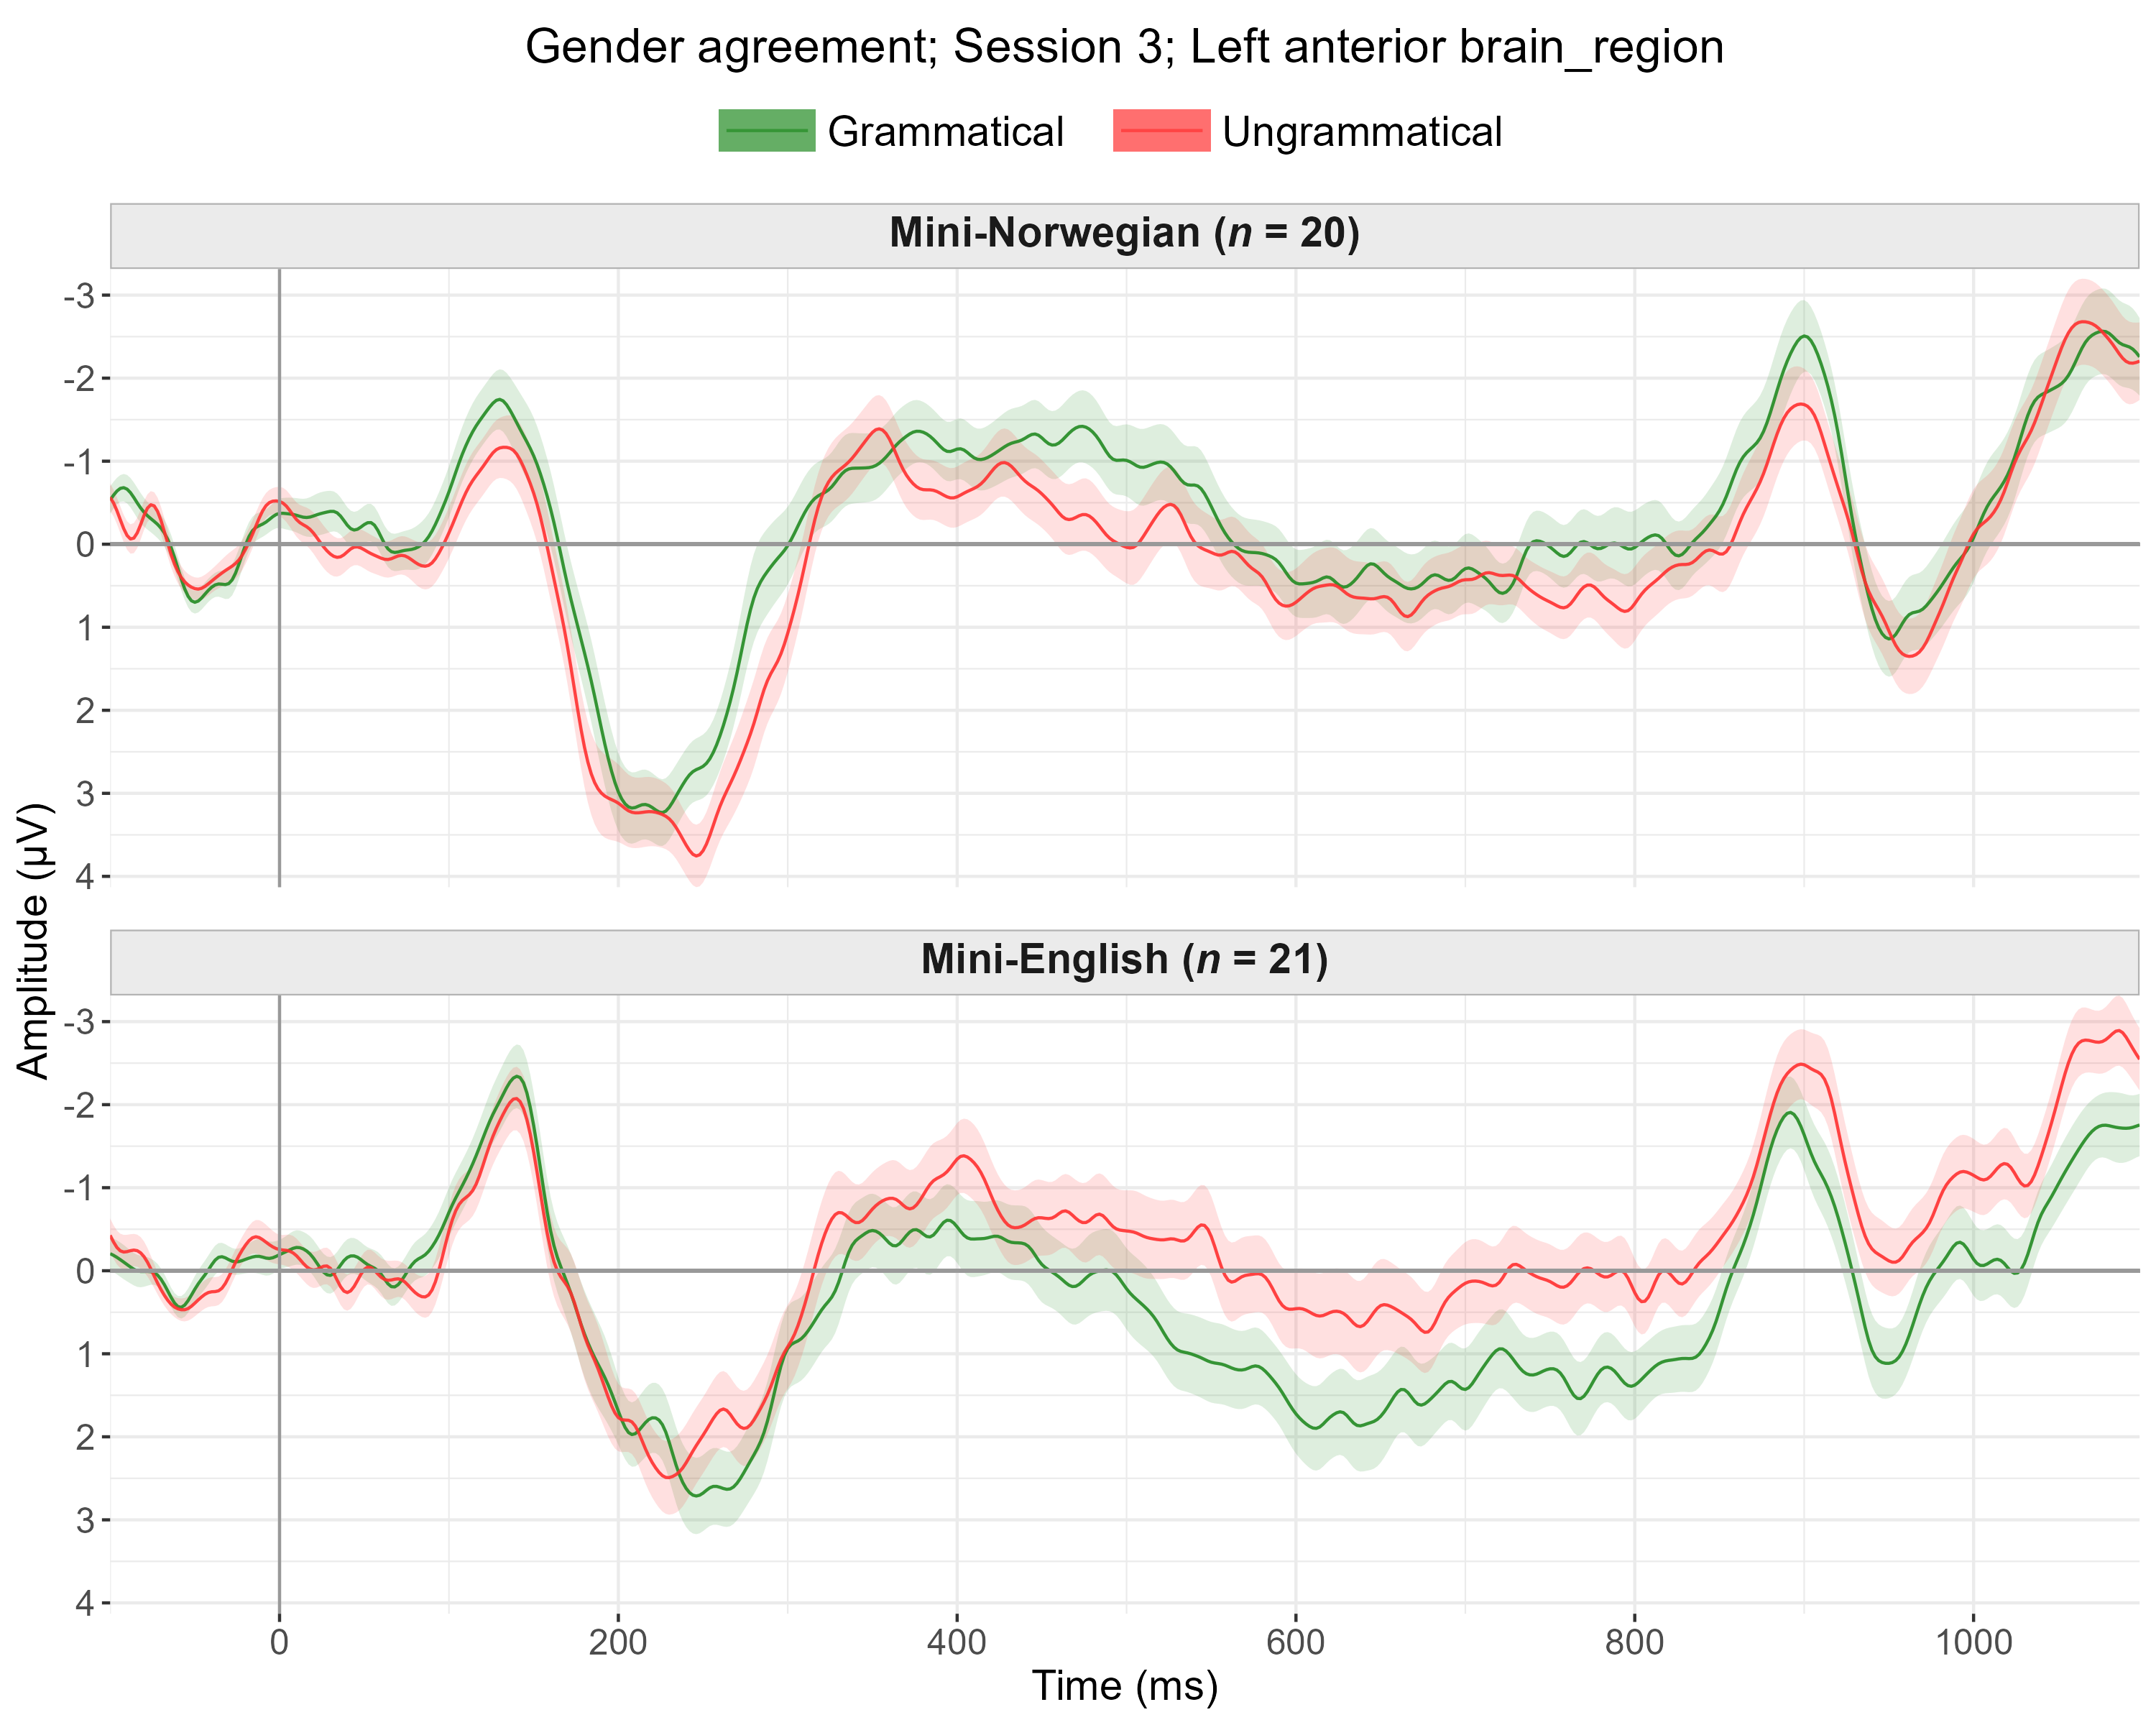 Gender agreement; Session 3; Left anterior brain_region
Grammatical Ungrammatical
Mini-Norwegian (n = 20)
-3
-2
-1
0
1
2
3
4
Amplitude (µV)
Mini-English (n = 21)
-3
-2
-1
0
1
2
3
4
0 200 400 600 800 1000
Time (ms)